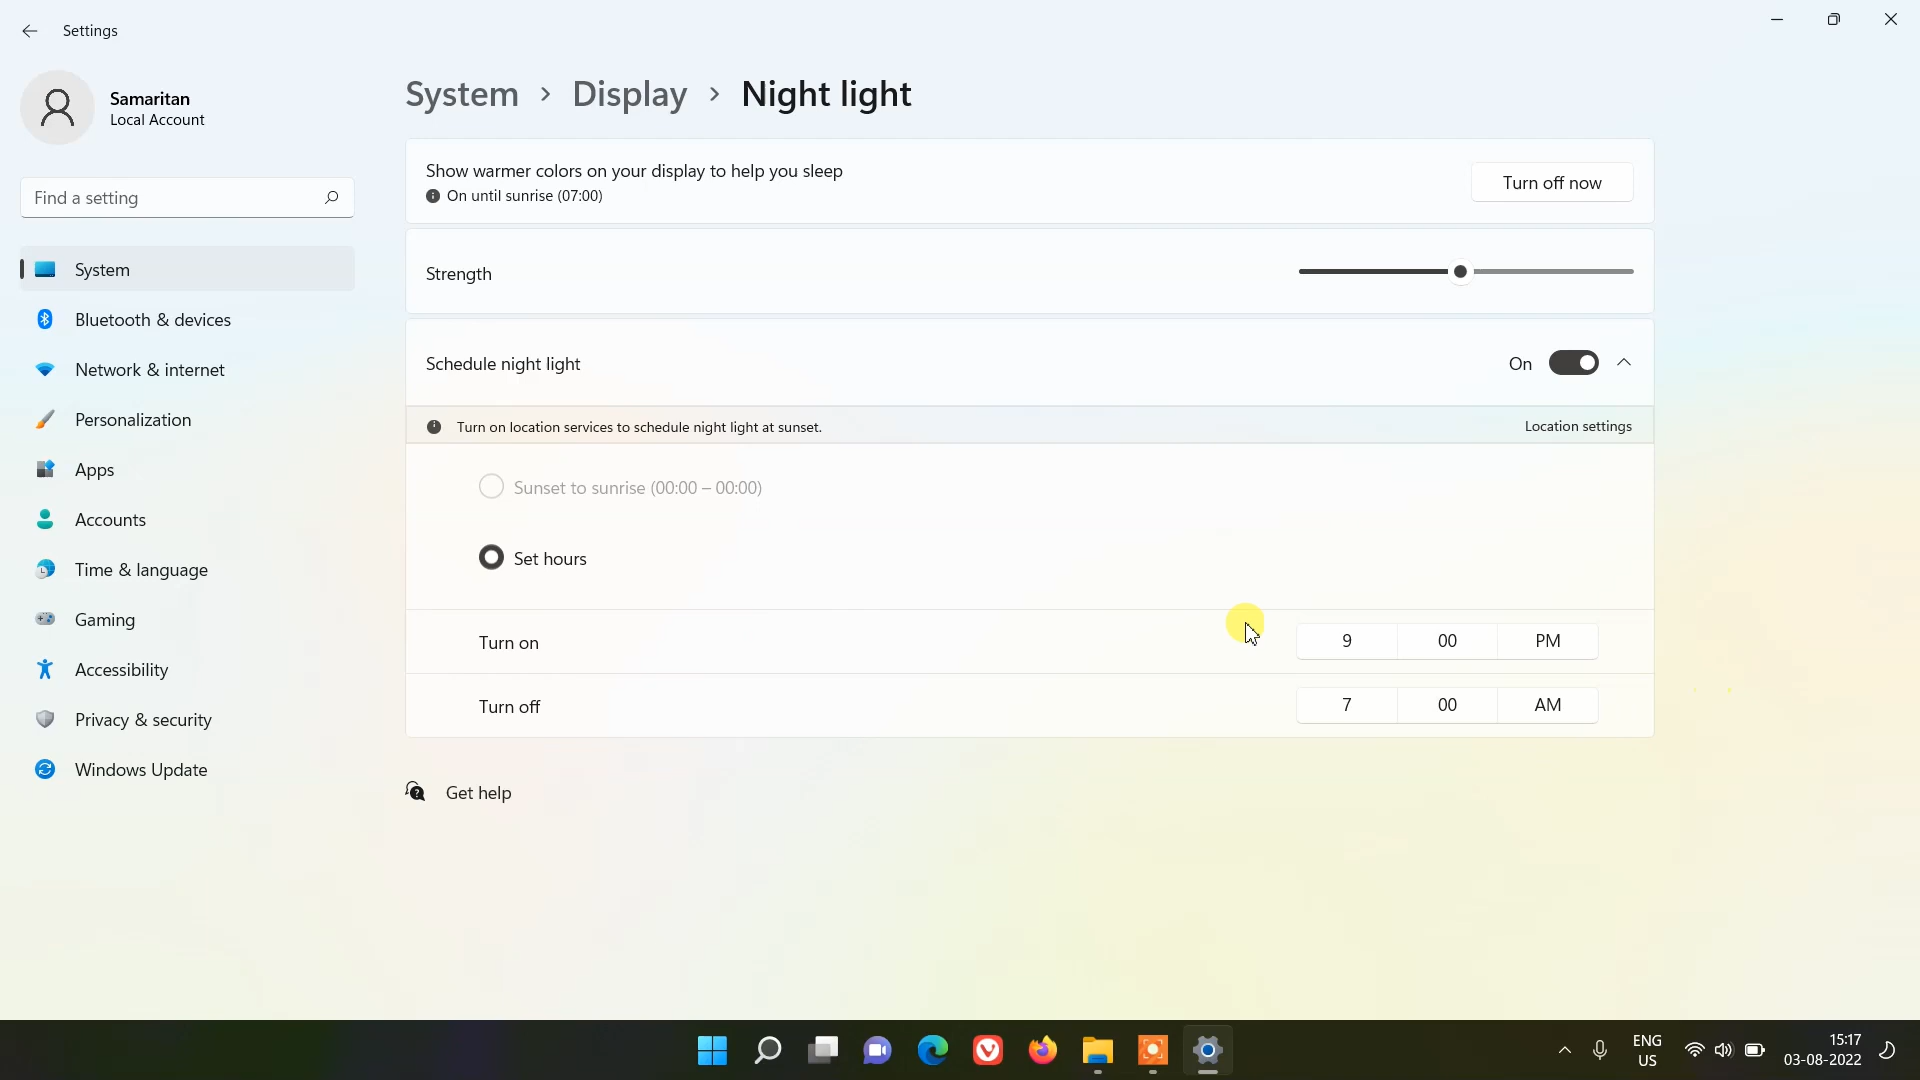 Settings
Samaritan
Local Account
Find a setting
System
Bluetooth & devices
Network & internet
Personalization
Apps
Accounts
Time & language
Gaming
Accessibility
Privacy & security
Windows Update
System > Display > Night light
Show warmer colors on your display to help you sleep
On until sunrise (07:00)
Turn off now
Strength
Schedule night light
On
Turn on location services to schedule night light at sunset.
Location settings
Sunset to sunrise (00:00 – 00:00)
Set hours
Turn on
9 00 PM
Turn off
7 00 AM
Get help
ENG
US
15:17
03-08-2022